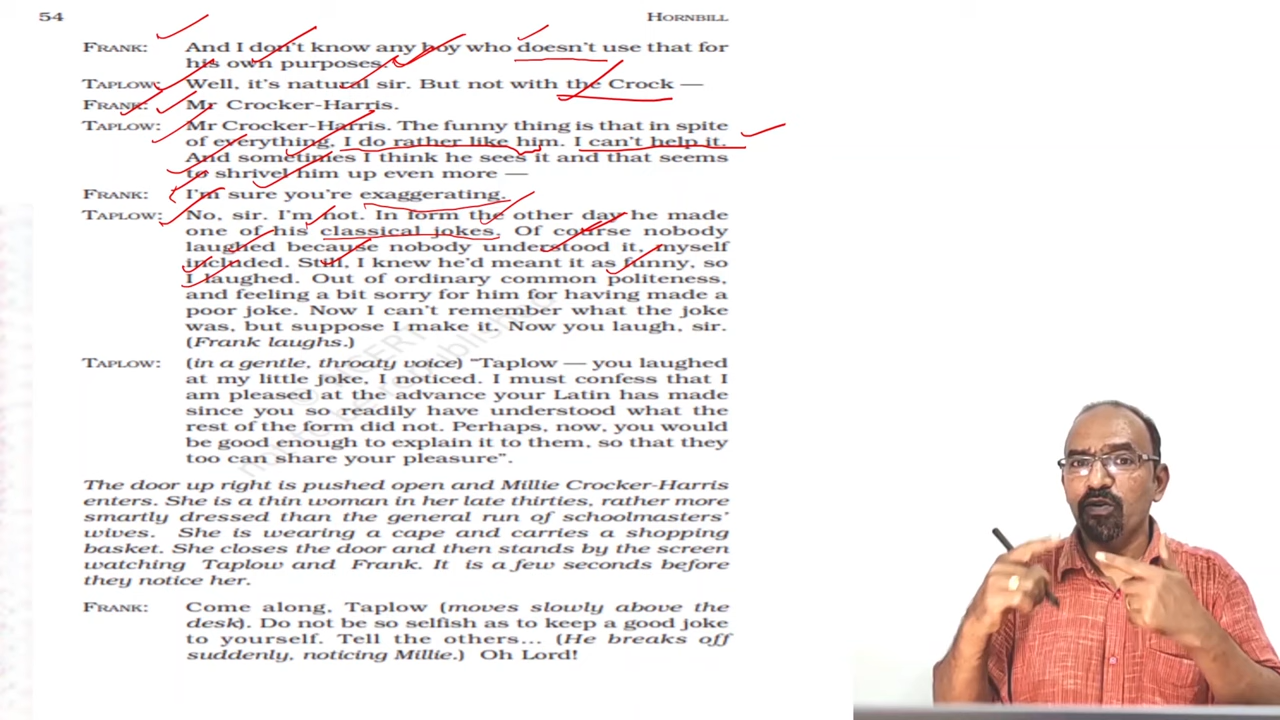 54 HORNBILL
FRANK: And I don't know any boy who doesn't use that for
his own purposes.
TAPLOW: Well, it's natural sir. But not with the Crock —
FRANK: Mr Crocker-Harris.
TAPLOW: Mr Crocker-Harris. The funny thing is that in spite
of everything, I do rather like him. I can't help it.
And sometimes I think he sees it and that seems
to shrivel him up even more —
FRANK: I'm sure you're exaggerating.
TAPLOW: No, sir. I'm not. In form the other day he made
one of his classical jokes. Of course nobody
laughed because nobody understood it, myself
included. Still, I knew he'd meant it as funny, so
I laughed. Out of ordinary common politeness,
and feeling a bit sorry for him for having made a
poor joke. Now I can't remember what the joke
was, but suppose I make it. Now you laugh, sir.
(Frank laughs.)
TAPLOW: (in a gentle, throaty voice) “Taplow — you laughed
at my little joke, I noticed. I must confess that I
am pleased at the advance your Latin has made
since you so readily have understood what the
rest of the form did not. Perhaps, now, you would
be good enough to explain it to them, so that they
too can share your pleasure”.
The door up right is pushed open and Millie Crocker-Harris
enters. She is a thin woman in her late thirties, rather more
smartly dressed than the general run of schoolmasters'
wives. She is wearing a cape and carries a shopping
basket. She closes the door and then stands by the screen
watching Taplow and Frank. It is a few seconds before
they notice her.
FRANK: Come along, Taplow (moves slowly above the
desk). Do not be so selfish as to keep a good joke
to yourself. Tell the others... (He breaks off
suddenly, noticing Millie.) Oh Lord!